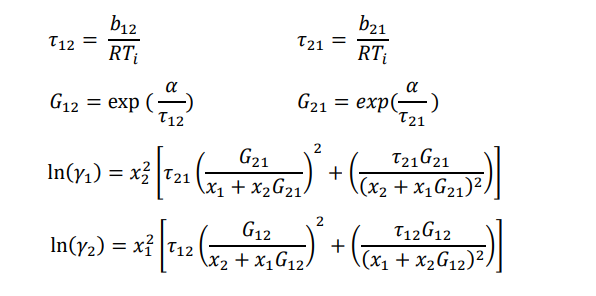 τ₁₂ = b₁₂ / RTᵢ    τ₂₁ = b₂₁ / RTᵢ
G₁₂ = exp (α / τ₁₂)    G₂₁ = exp(α / τ₂₁ )
ln(γ₁) = x₂² [τ₂₁ (G₂₁ / (x₁ + x₂G₂₁))² + (τ₂₁G₂₁ / (x₂ + x₁G₂₁)²)]
ln(γ₂) = x₁² [τ₁₂ (G₁₂ / (x₂ + x₁G₁₂))² + (τ₁₂G₁₂ / (x₁ + x₂G₁₂)²)]